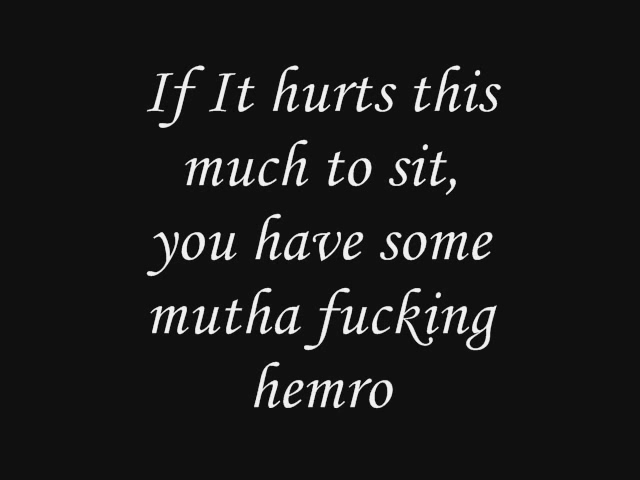 If It hurts this
much to sit,
you have some
mutha fucking
hemro